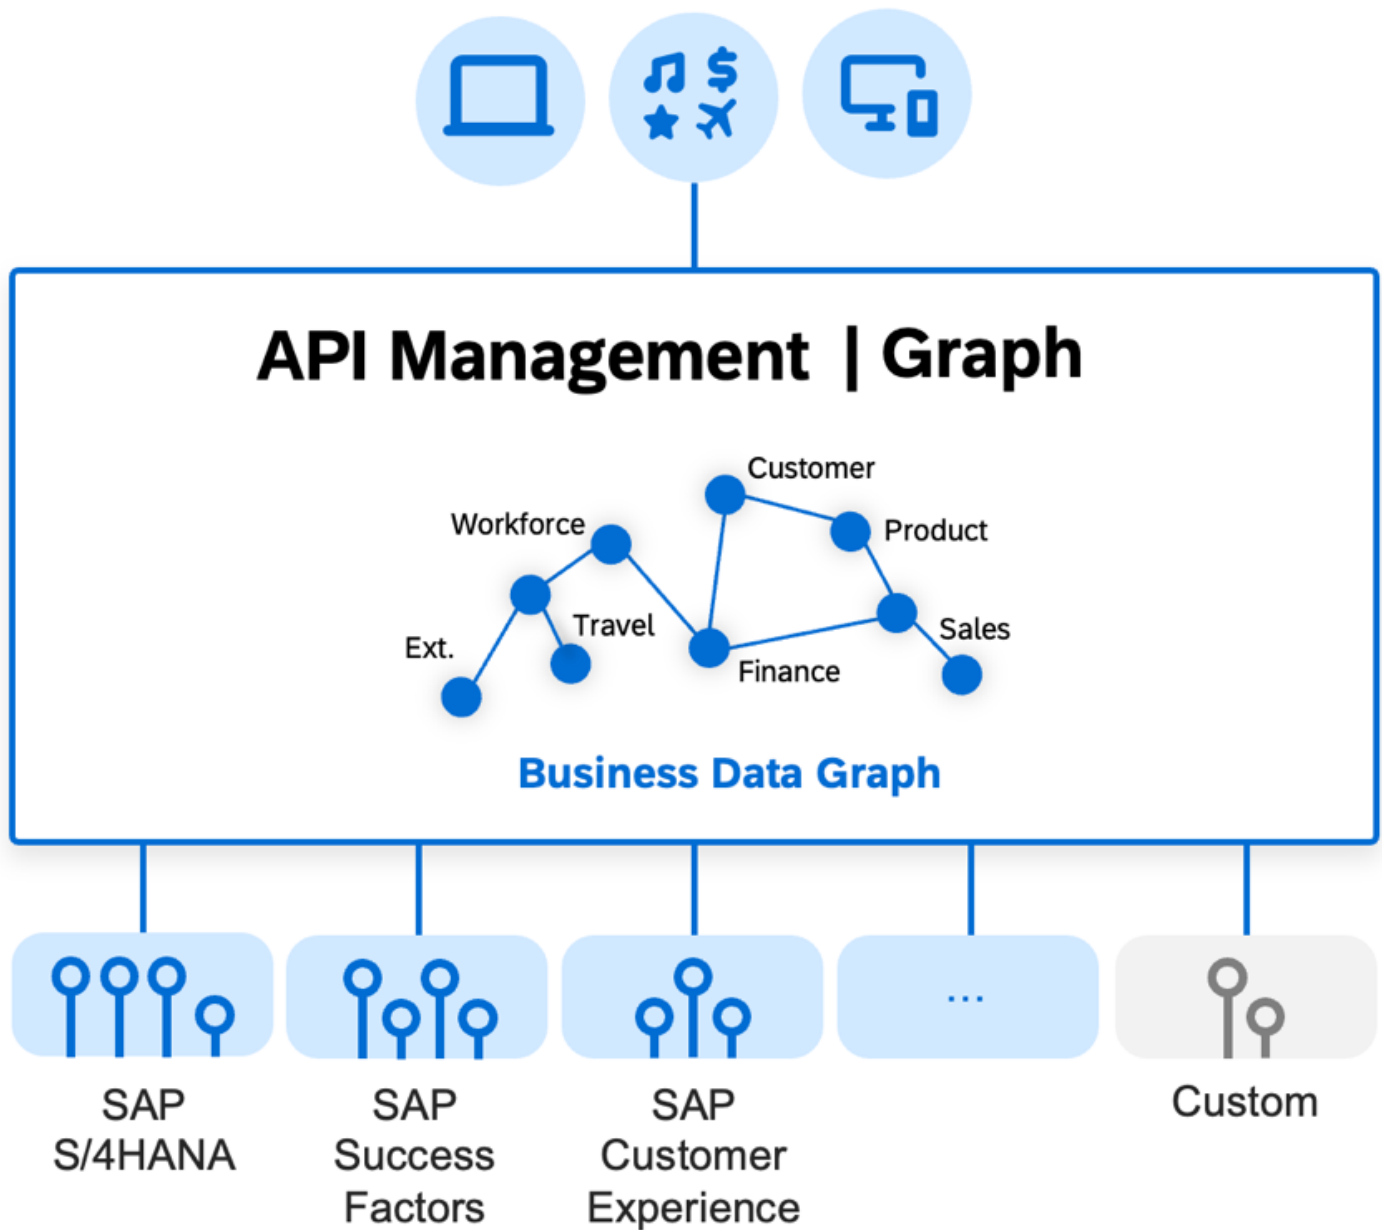 API Management | Graph
Customer
Workforce
Product
Travel
Sales
Ext.
Finance
Business Data Graph
...
SAP
S/4HANA
SAP
Success
Factors
SAP
Customer
Experience
Custom